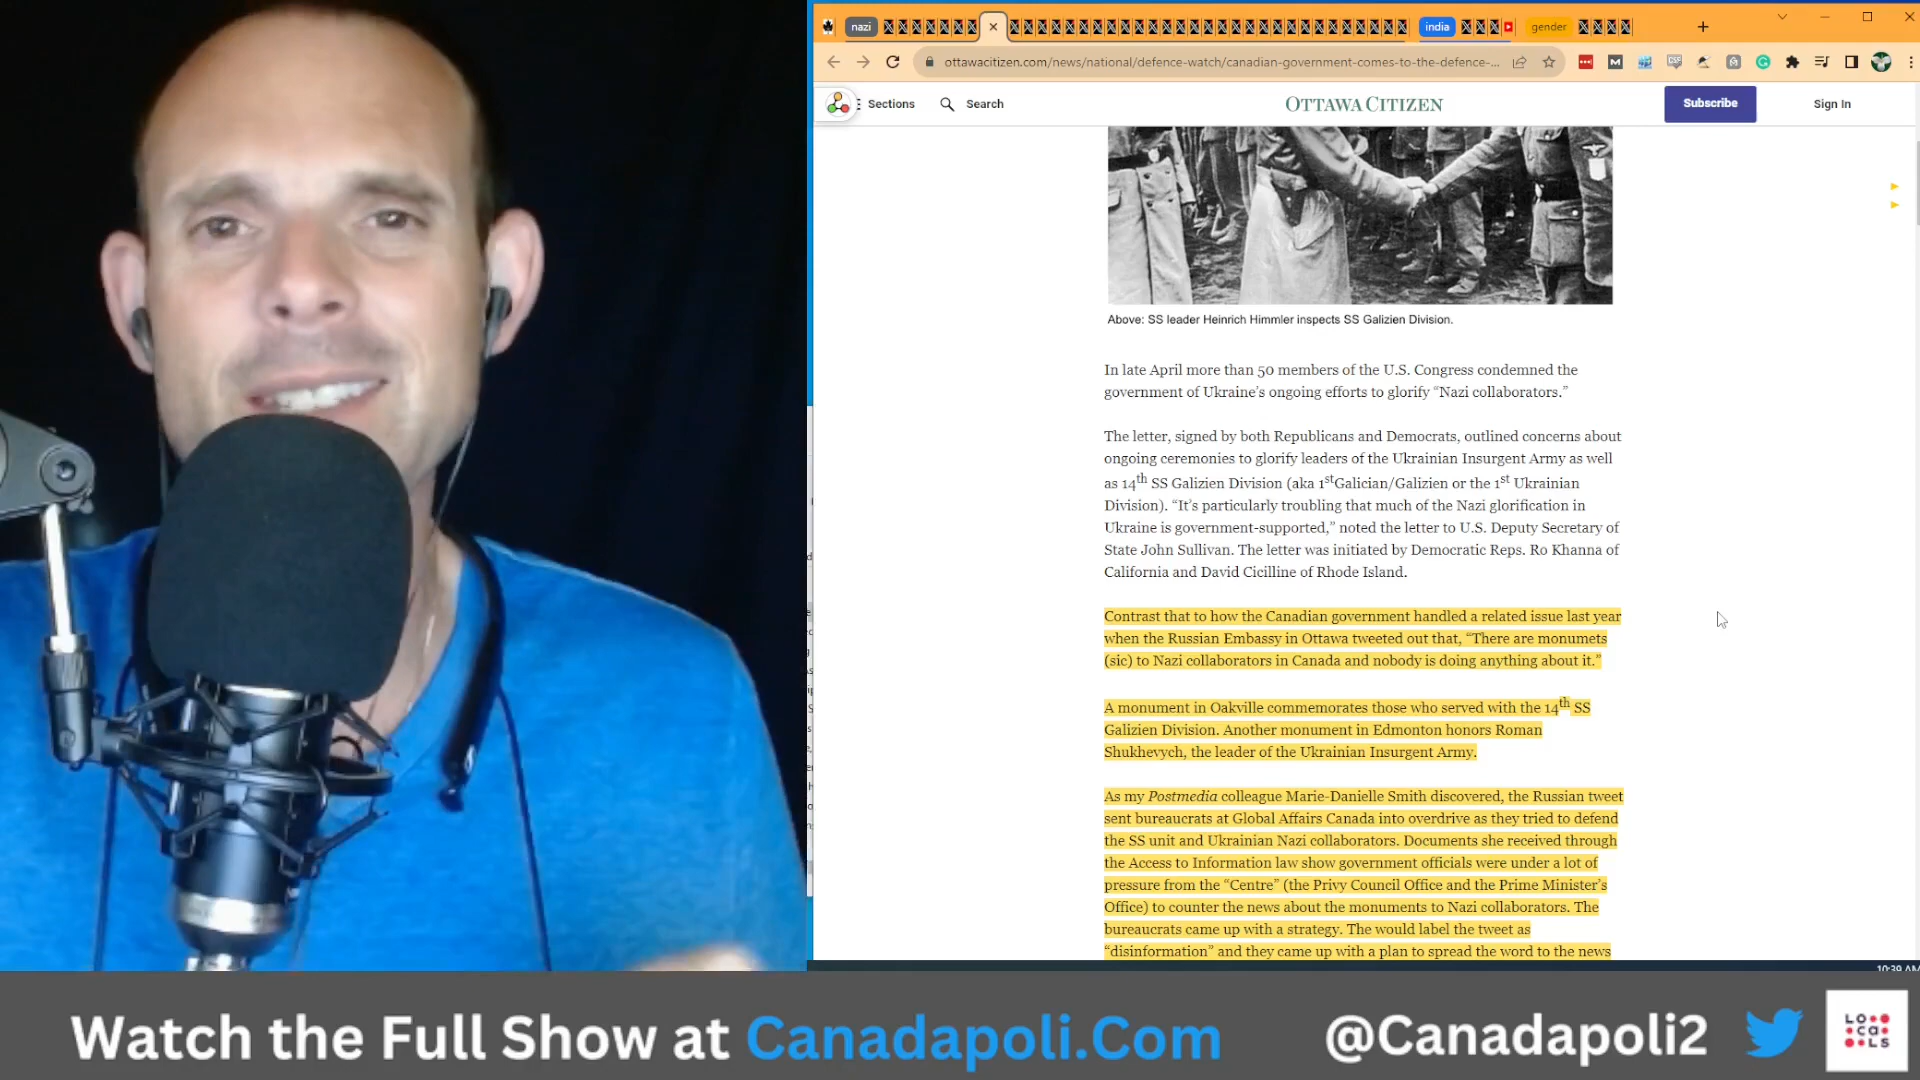 nazi
india
gender
ottawacitizen.com/news/national/defence-watch/canadian-government-comes-to-the-defence-...
Sections
Search
OTTAWA CITIZEN
Subscribe
Sign In
Above: SS leader Heinrich Himmler inspects SS Galizien Division.
In late April more than 50 members of the U.S. Congress condemned the
government of Ukraine’s ongoing efforts to glorify “Nazi collaborators.”
The letter, signed by both Republicans and Democrats, outlined concerns about
ongoing ceremonies to glorify leaders of the Ukrainian Insurgent Army as well
as 14th SS Galizien Division (aka 1stGalician/Galizien or the 1st Ukrainian
Division). “It’s particularly troubling that much of the Nazi glorification in
Ukraine is government-supported,” noted the letter to U.S. Deputy Secretary of
State John Sullivan. The letter was initiated by Democratic Reps. Ro Khanna of
California and David Cicilline of Rhode Island.
Contrast that to how the Canadian government handled a related issue last year
when the Russian Embassy in Ottawa tweeted out that, “There are monumets
(sic) to Nazi collaborators in Canada and nobody is doing anything about it.”
A monument in Oakville commemorates those who served with the 14th SS
Galizien Division. Another monument in Edmonton honors Roman
Shukhevych, the leader of the Ukrainian Insurgent Army.
As my Postmedia colleague Marie-Danielle Smith discovered, the Russian tweet
sent bureaucrats at Global Affairs Canada into overdrive as they tried to defend
the SS unit and Ukrainian Nazi collaborators. Documents she received through
the Access to Information law show government officials were under a lot of
pressure from the “Centre” (the Privy Council Office and the Prime Minister’s
Office) to counter the news about the monuments to Nazi collaborators. The
bureaucrats came up with a strategy. The would label the tweet as
“disinformation” and they came up with a plan to spread the word to the news
10:39 AM
Watch the Full Show at Canadapoli.Com
@Canadapoli2
LOCALS